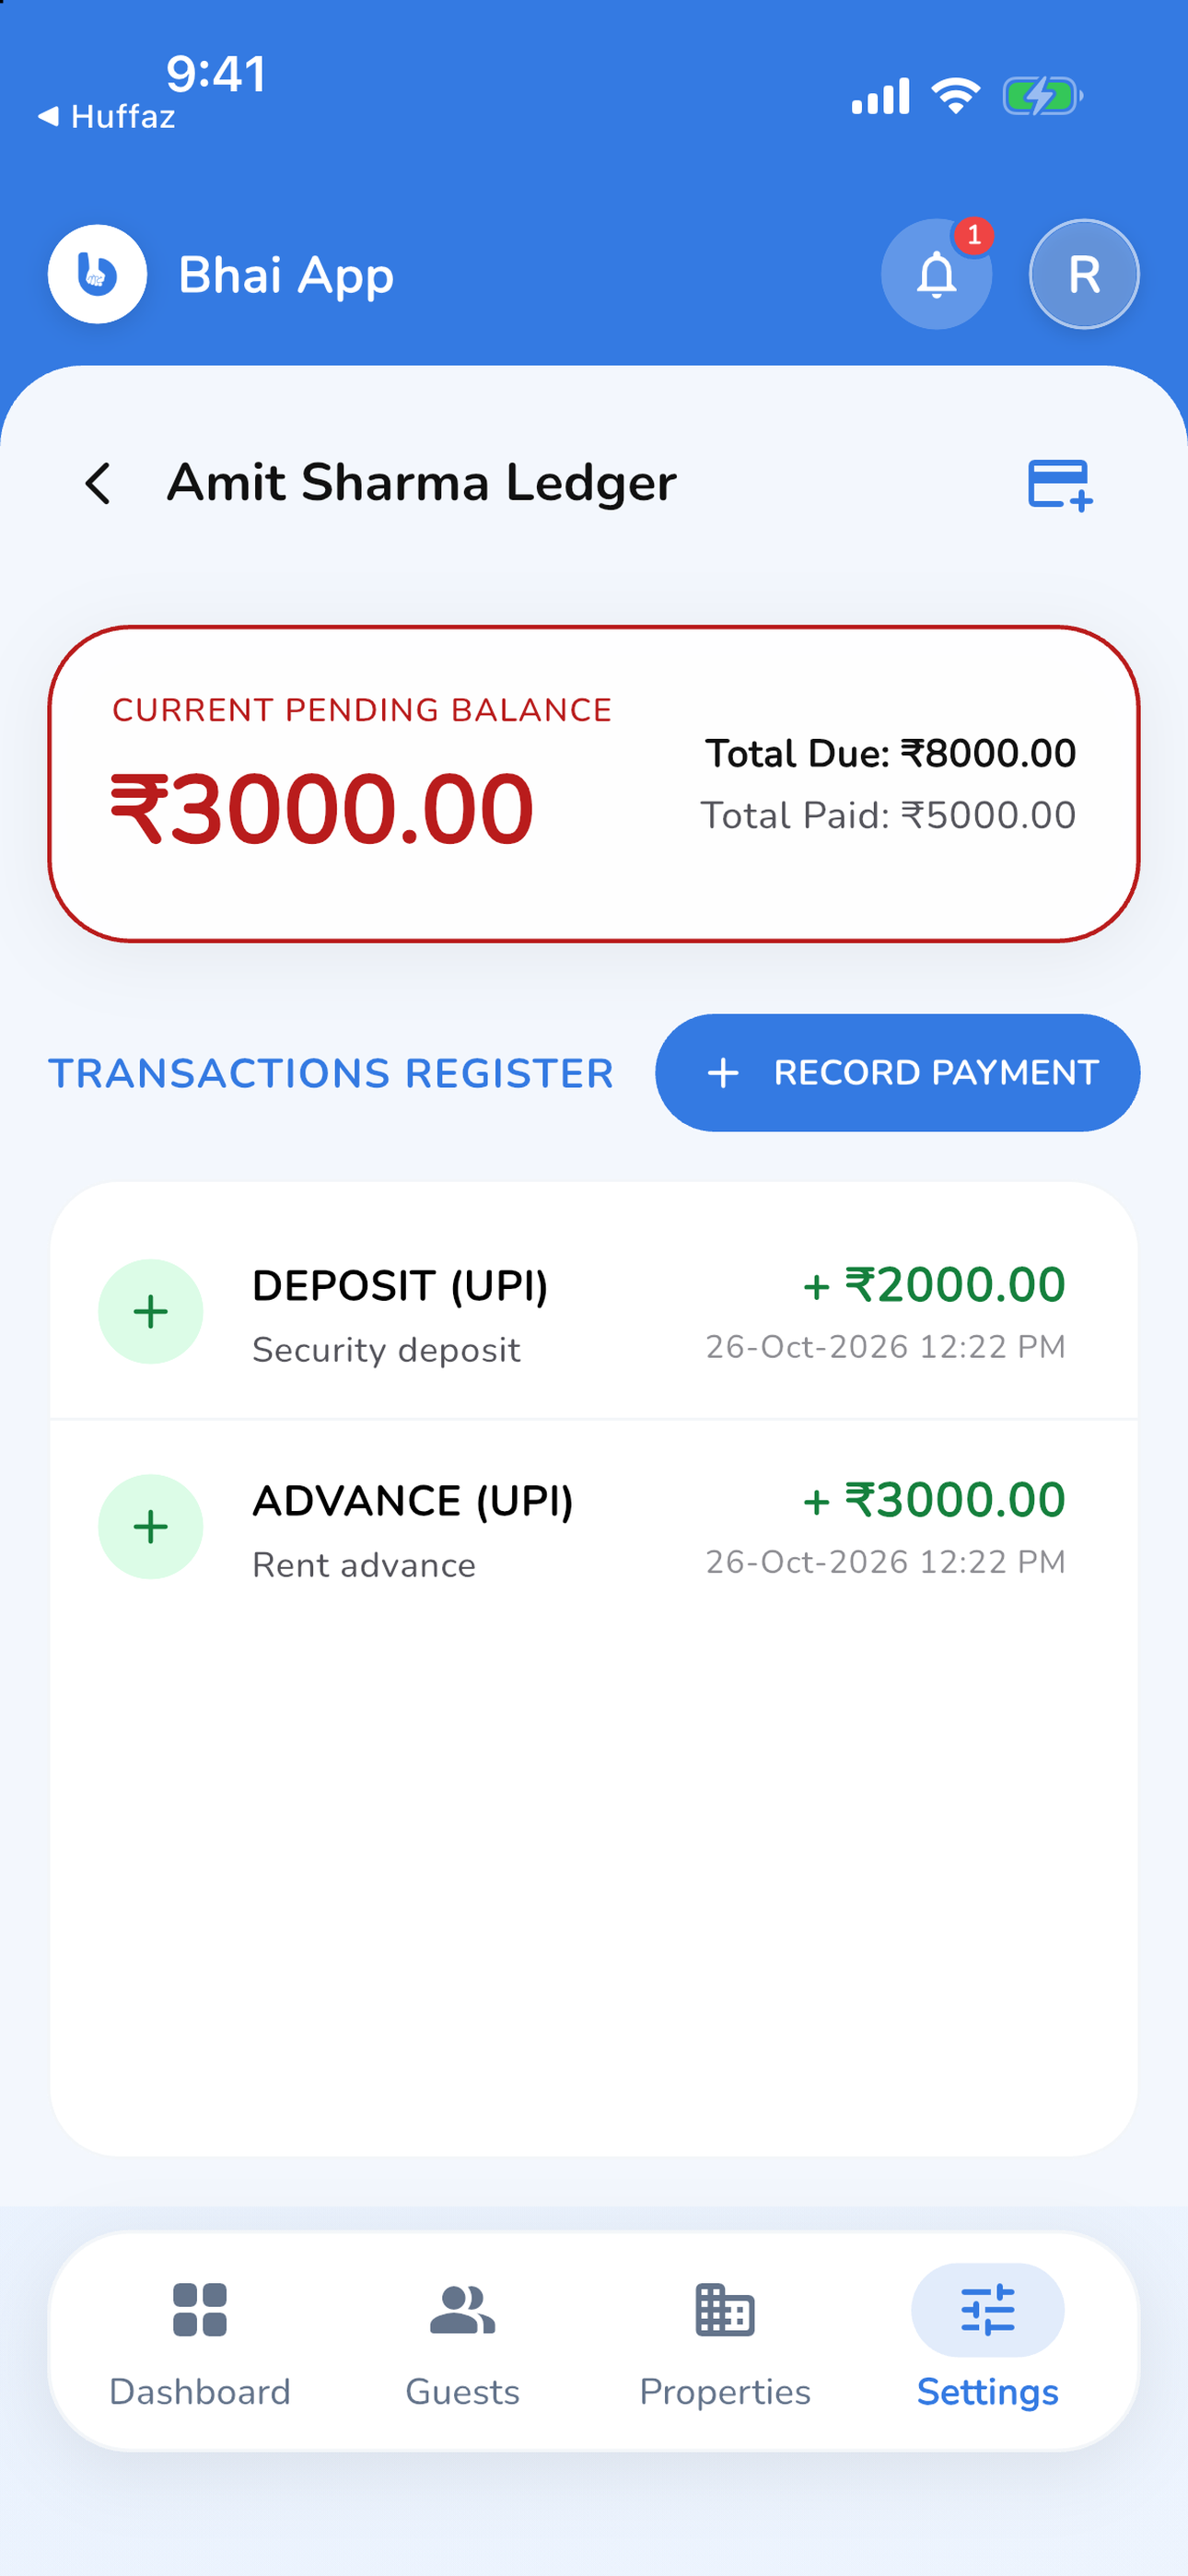 9:41
◀ Huffaz
Bhai App
1
R
Amit Sharma Ledger
CURRENT PENDING BALANCE
₹3000.00
Total Due: ₹8000.00
Total Paid: ₹5000.00
TRANSACTIONS REGISTER
+ RECORD PAYMENT
DEPOSIT (UPI)
+ ₹2000.00
Security deposit
26-Oct-2026 12:22 PM
ADVANCE (UPI)
+ ₹3000.00
Rent advance
26-Oct-2026 12:22 PM
Dashboard
Guests
Properties
Settings